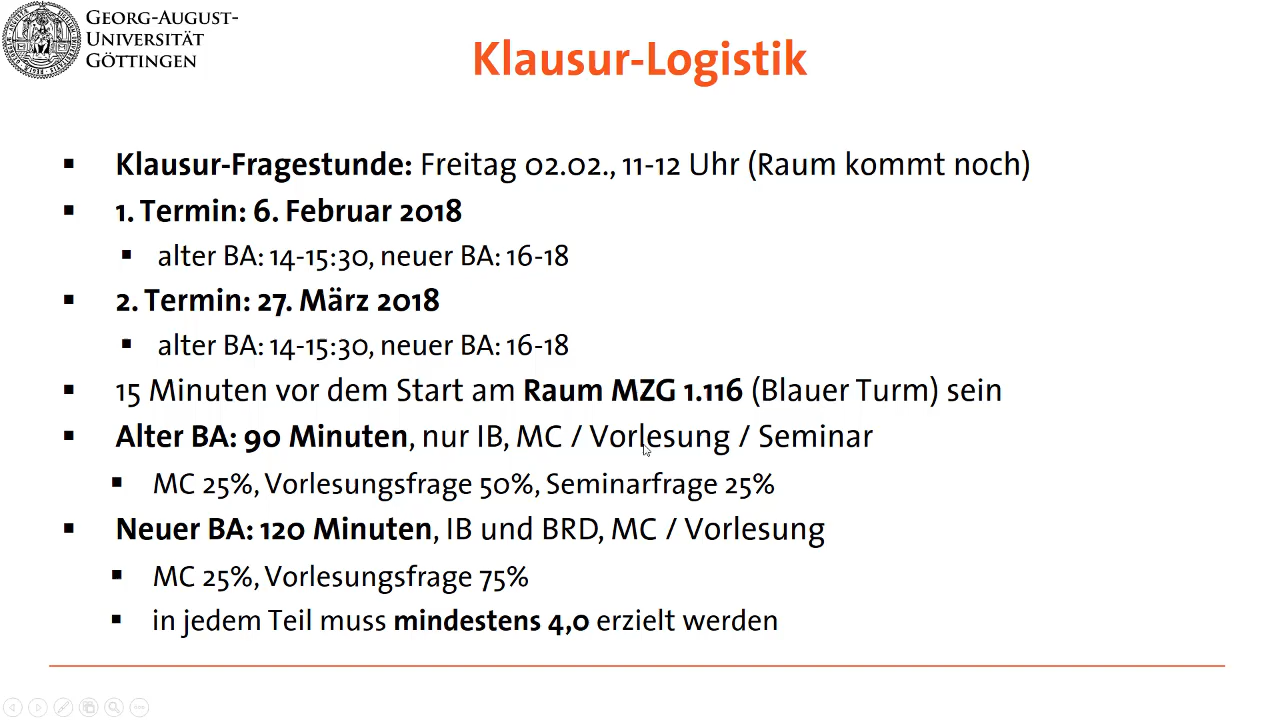 GEORG-AUGUST-
UNIVERSITÄT
GÖTTINGEN
Klausur-Logistik
▪ Klausur-Fragestunde: Freitag 02.02., 11-12 Uhr (Raum kommt noch)
▪ 1. Termin: 6. Februar 2018
▪ alter BA: 14-15:30, neuer BA: 16-18
▪ 2. Termin: 27. März 2018
▪ alter BA: 14-15:30, neuer BA: 16-18
▪ 15 Minuten vor dem Start am Raum MZG 1.116 (Blauer Turm) sein
▪ Alter BA: 90 Minuten, nur IB, MC / Vorlesung / Seminar
▪ MC 25%, Vorlesungsfrage 50%, Seminarfrage 25%
▪ Neuer BA: 120 Minuten, IB und BRD, MC / Vorlesung
▪ MC 25%, Vorlesungsfrage 75%
▪ in jedem Teil muss mindestens 4,0 erzielt werden